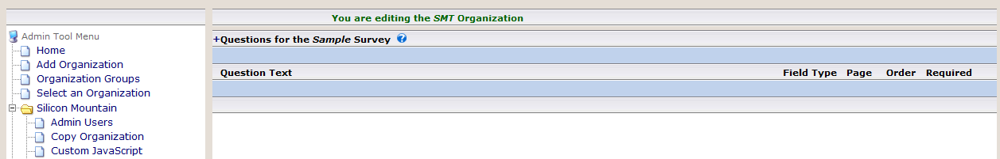 You are editing the SMT Organization
Admin Tool Menu
Home
Add Organization
Organization Groups
Select an Organization
Silicon Mountain
Admin Users
Copy Organization
Custom JavaScript
+Questions for the Sample Survey ?
Question Text Field Type Page Order Required